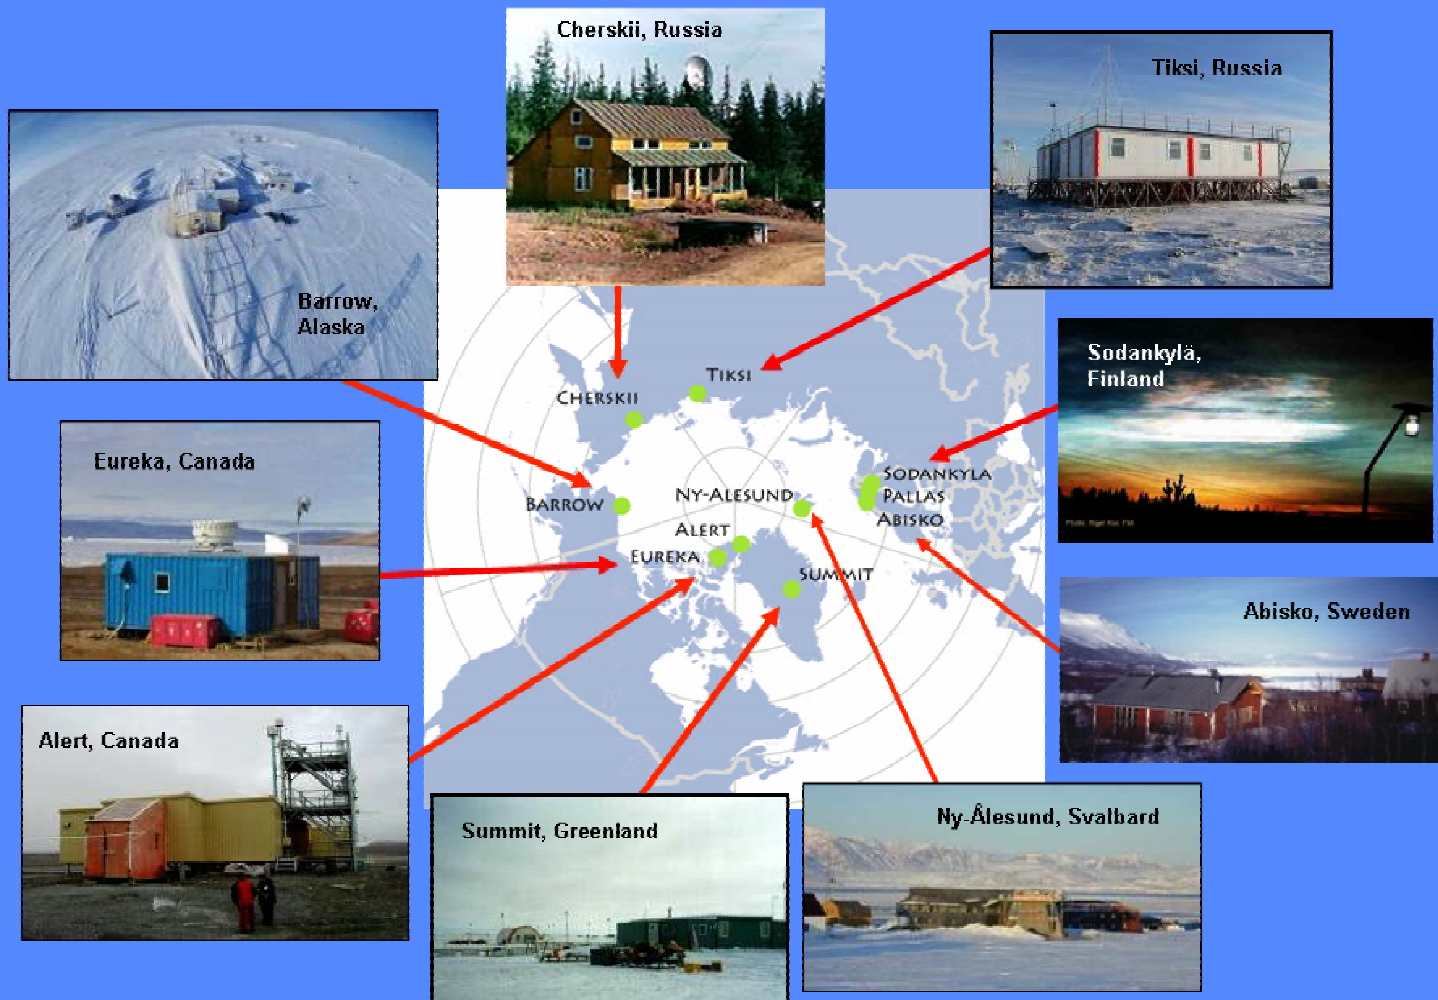 Cherskii, Russia
Tiksi, Russia
Barrow,
Alaska
Sodankylä,
Finland
TIKSI
CHERSKII
Eureka, Canada
SODANKYLA
NY-ALESUND
PALLAS
BARROW
ABISKO
ALERT
EUREKA
SUMMIT
Abisko, Sweden
Alert, Canada
Summit, Greenland
Ny-Ålesund, Svalbard